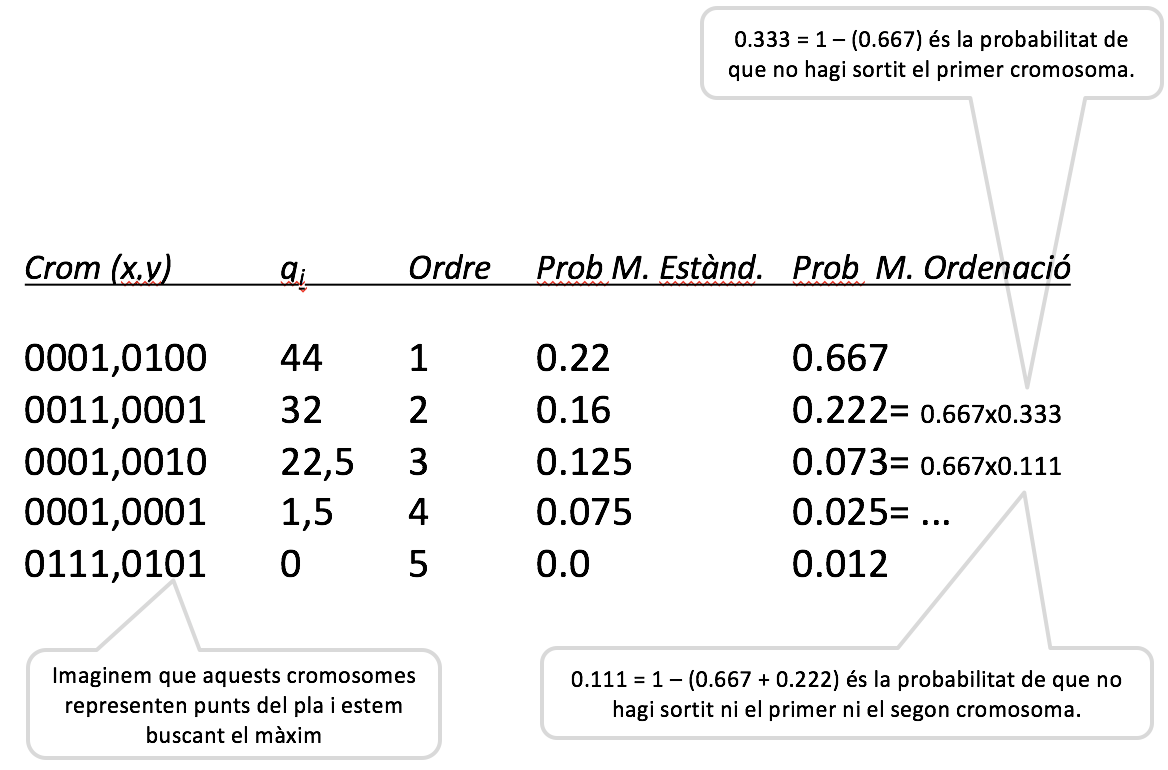 0.333 = 1 – (0.667) és la probabilitat de
que no hagi sortit el primer cromosoma.
Crom (x,y) qi Ordre Prob M. Estànd. Prob M. Ordenació
0001,0100 44 1 0.22 0.667
0011,0001 32 2 0.16 0.222= 0.667x0.333
0001,0010 22,5 3 0.125 0.073= 0.667x0.111
0001,0001 1,5 4 0.075 0.025= ...
0111,0101 0 5 0.0 0.012
Imaginem que aquests cromosomes
representen punts del pla i estem
buscant el màxim
0.111 = 1 – (0.667 + 0.222) és la probabilitat de que no
hagi sortit ni el primer ni el segon cromosoma.